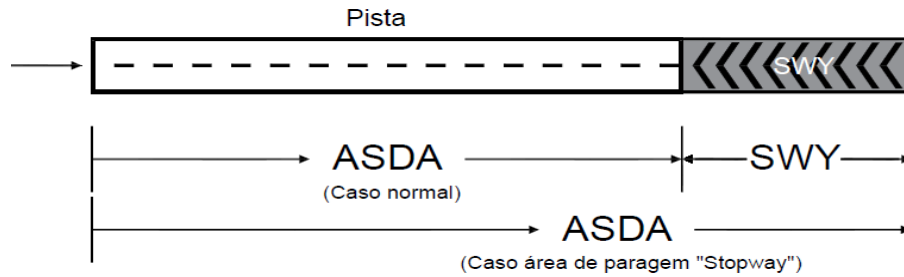 Pista
SWY
ASDA
SWY
(Caso normal)
ASDA
(Caso área de paragem "Stopway")